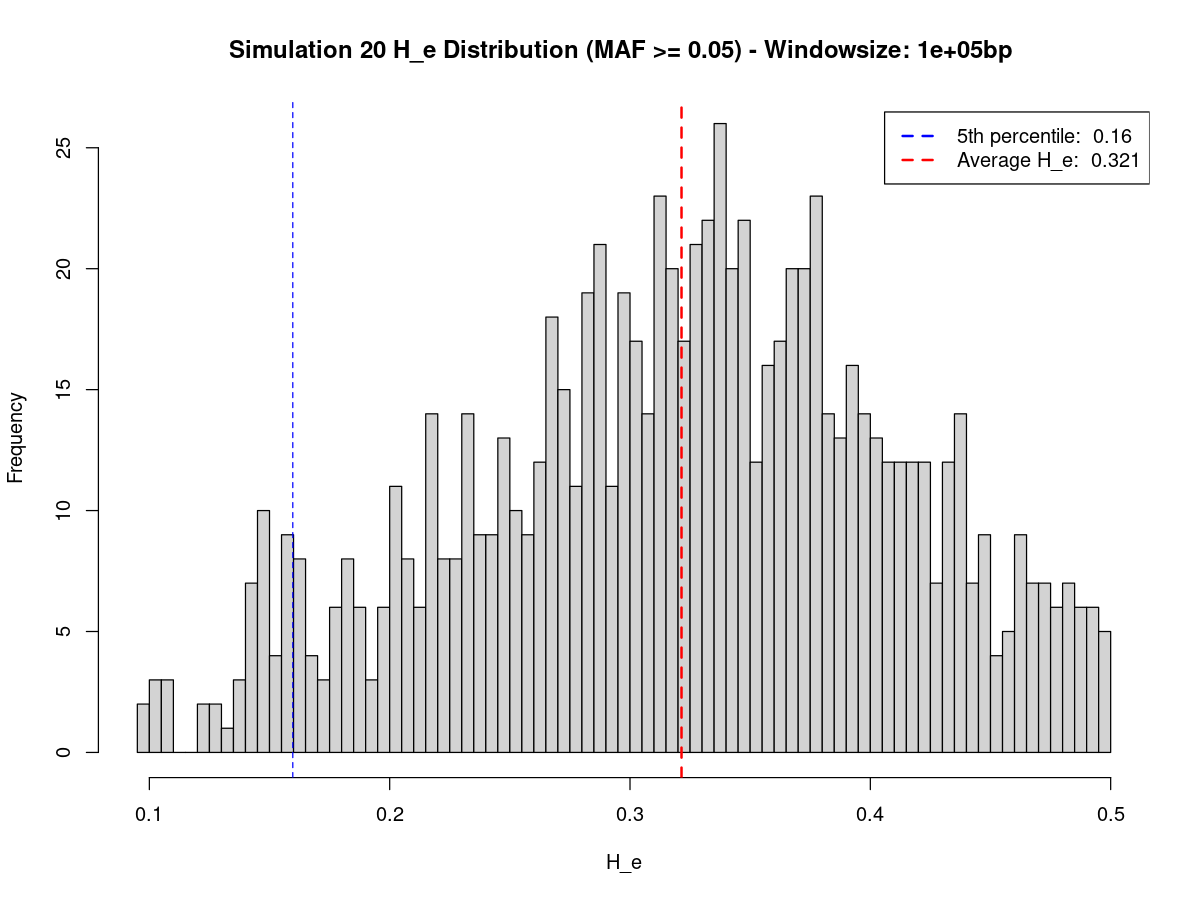 Simulation 20 H_e Distribution (MAF >= 0.05) - Windowsize: 1e+05bp
5th percentile:  0.16
Average H_e:  0.321
Frequency
25
20
15
10
5
0
0.1 0.2 0.3 0.4 0.5
H_e